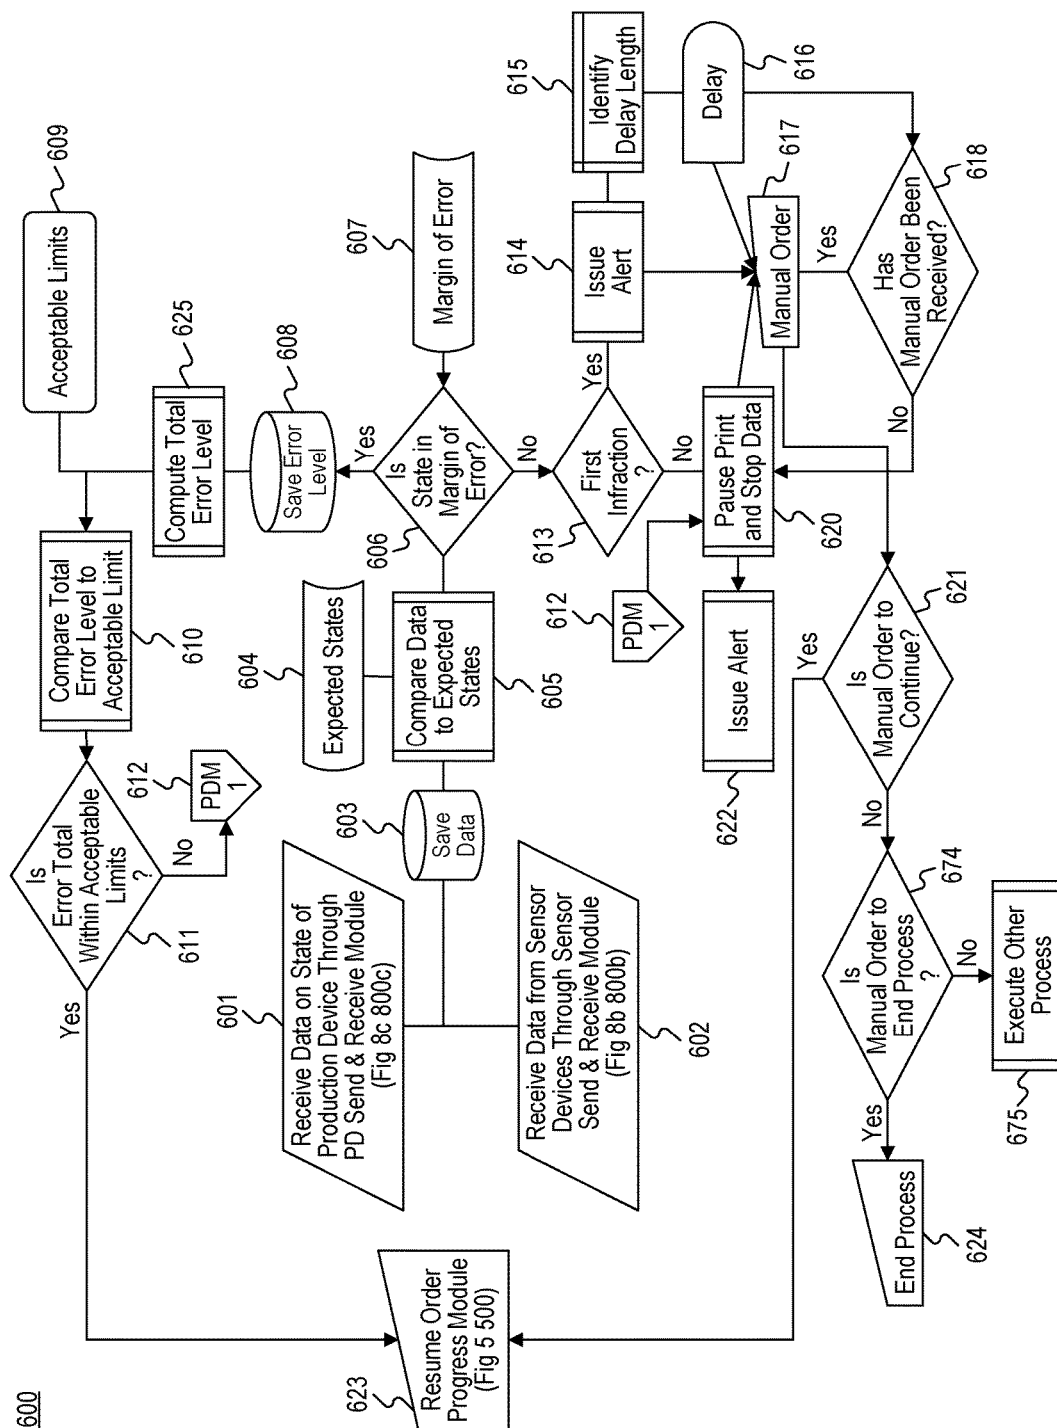 600
623
Resume Order
Progress Module
(Fig 5 500)
601
Receive Data on State of
Production Device Through
PD Send & Receive Module
(Fig 8c 800c)
Receive Data from Sensor
Devices Through Sensor
Send & Receive Module
(Fig 8b 800b)
602
603
Save
Data
604
Expected States
Compare Data
to Expected
States
605
606
Is
State in
Margin of
Error?
Yes
No
607
Margin of Error
608
Save Error
Level
625
Compute Total
Error Level
609
Acceptable Limits
Compare Total
Error Level to
Acceptable Limit
610
Is
Error Total
Within Acceptable
Limits
?
611
Yes
No
612
PDM
1
613
First
Infraction
?
Yes
No
614
Issue
Alert
615
Identify
Delay Length
Delay
616
617
Manual Order
Yes
Has
Manual Order Been
Received?
618
No
612
PDM
1
Pause Print
and Stop Data
620
Issue Alert
622
Is
Manual Order to
Continue?
621
Yes
No
Is
Manual Order to
End Process
?
674
Yes
No
End Process
624
Execute Other
Process
675